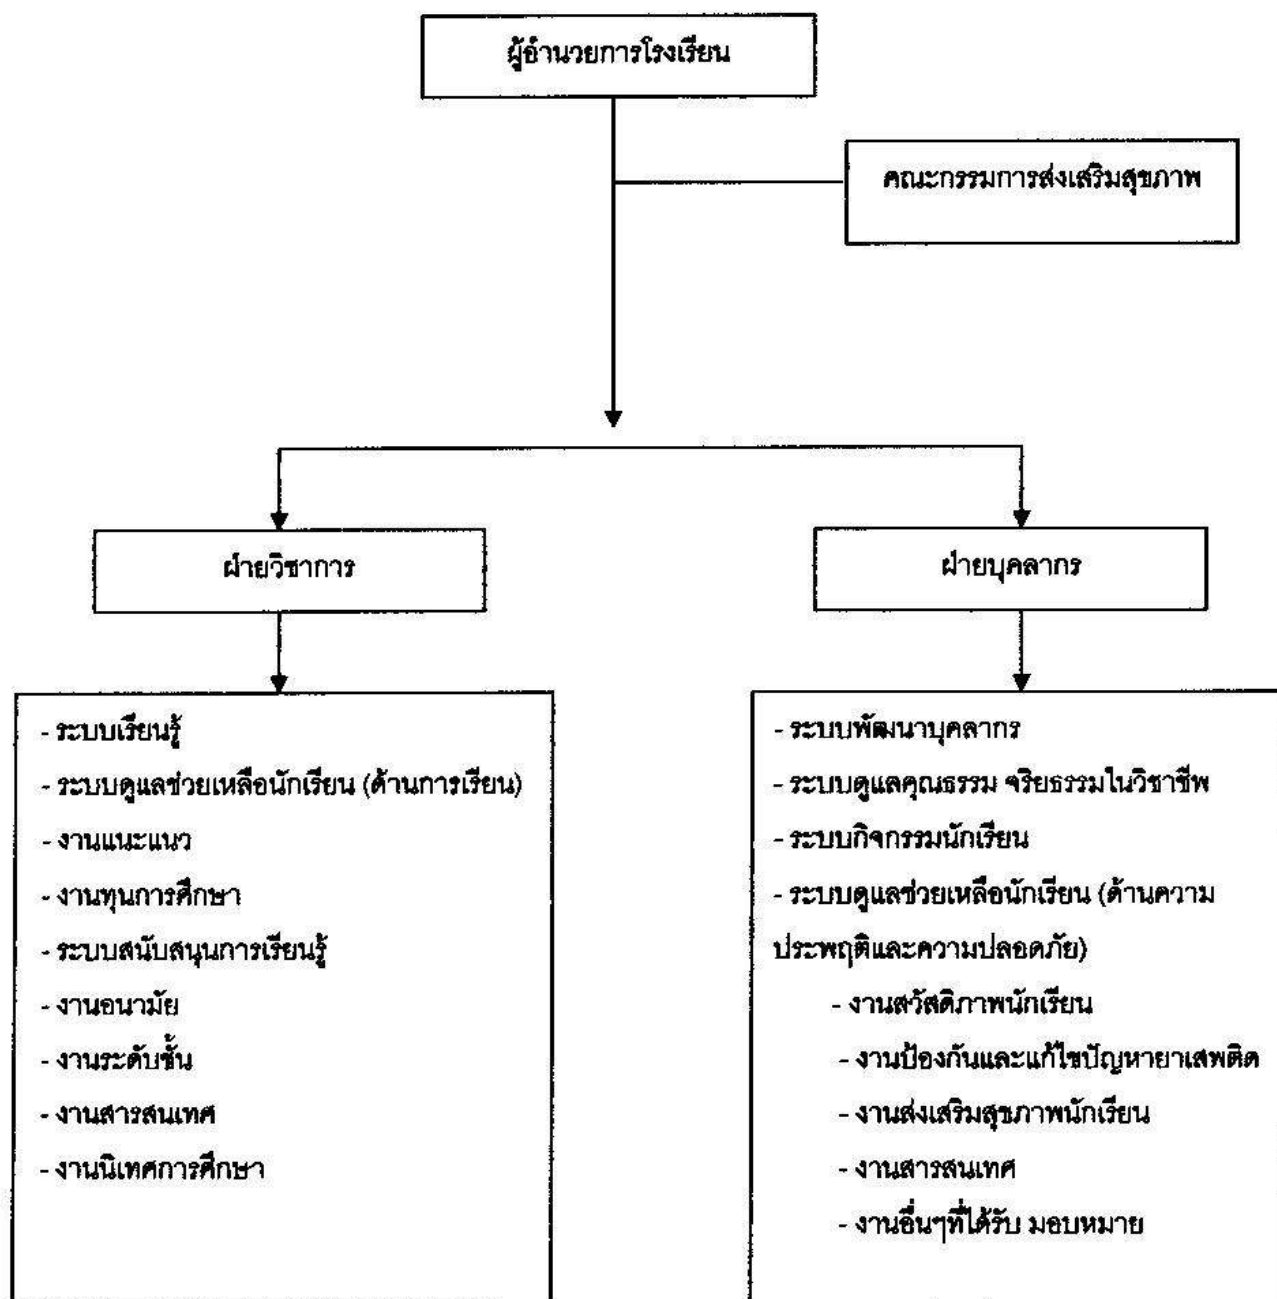 ผู้อำนวยการโรงเรียน
คณะกรรมการส่งเสริมสุขภาพ
ฝ่ายวิชาการ
ฝ่ายบุคลากร
- ระบบเรียนรู้
- ระบบดูแลช่วยเหลือนักเรียน (ด้านการเรียน)
- งานแนะแนว
- งานทุนการศึกษา
- ระบบสนับสนุนการเรียนรู้
- งานอนามัย
- งานระดับชั้น
- งานสารสนเทศ
- งานนิเทศการศึกษา
- ระบบพัฒนาบุคลากร
- ระบบดูแลคุณธรรม จริยธรรมในวิชาชีพ
- ระบบกิจกรรมนักเรียน
- ระบบดูแลช่วยเหลือนักเรียน (ด้านความ
ประพฤติและความปลอดภัย)
- งานสวัสดิภาพนักเรียน
- งานป้องกันและแก้ไขปัญหายาเสพติด
- งานส่งเสริมสุขภาพนักเรียน
- งานสารสนเทศ
- งานอื่นๆที่ได้รับ มอบหมาย